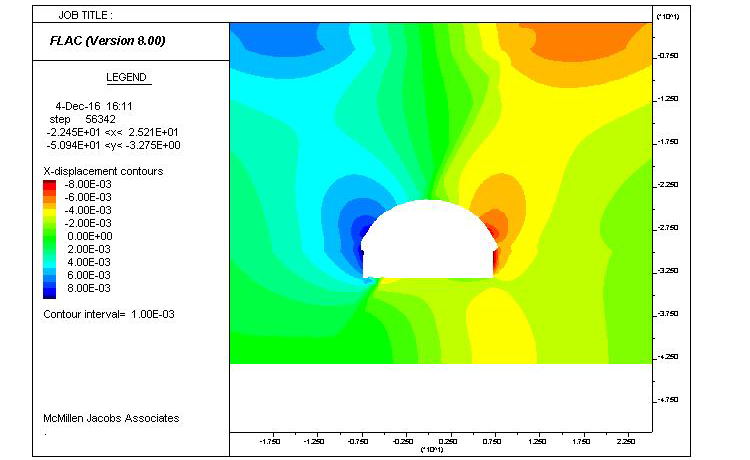 JOB TITLE :
FLAC (Version 8.00)
LEGEND
4-Dec-16 16:11
step 56342
-2.245E+01 <x< 2.521E+01
-5.094E+01 <y< -3.275E+00
X-displacement contours
-8.00E-03
-6.00E-03
-4.00E-03
-2.00E-03
0.00E+00
2.00E-03
4.00E-03
6.00E-03
8.00E-03
Contour interval= 1.00E-03
McMillen Jacobs Associates
(*10^1)
-0.750
-1.250
-1.750
-2.250
-2.750
-3.250
-3.750
-4.250
-4.750
-1.750 -1.250 -0.750 -0.250 0.250 0.750 1.250 1.750 2.250
(*10^1)